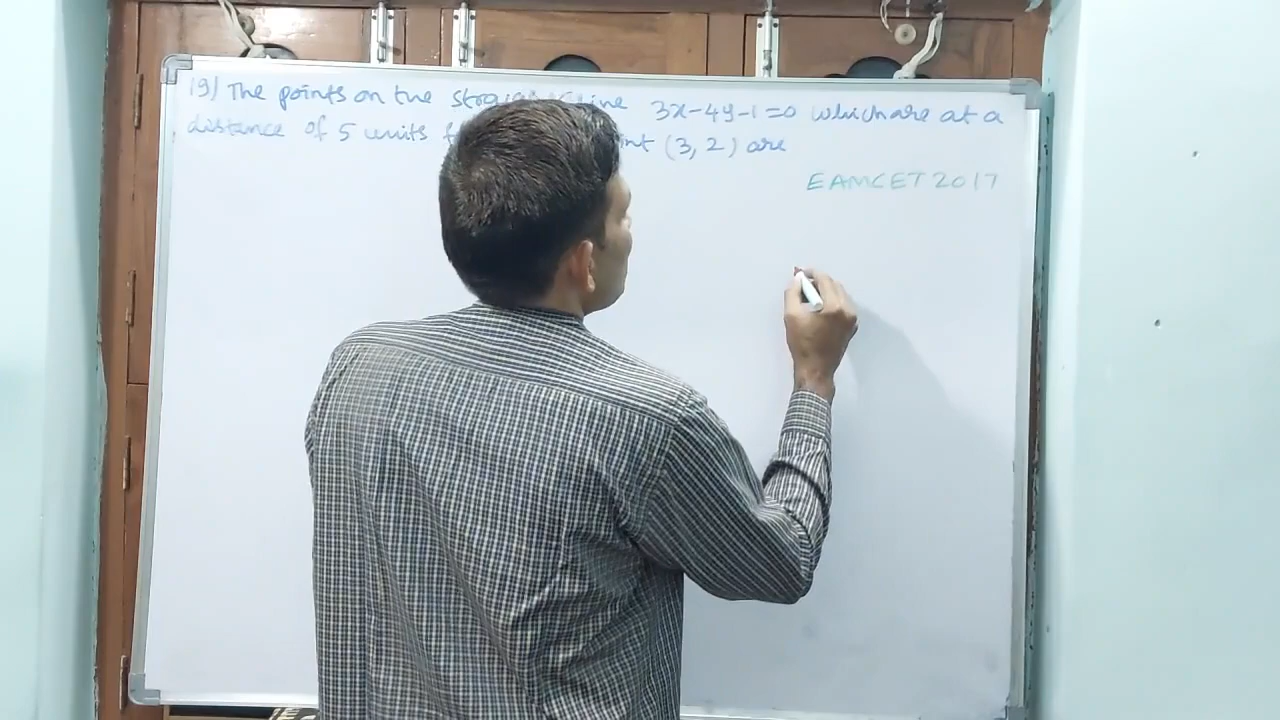 19) The points on the straight line 3x-4y-1=0 which are at a
distance of 5 units (3, 2) are
EAMCET 2017